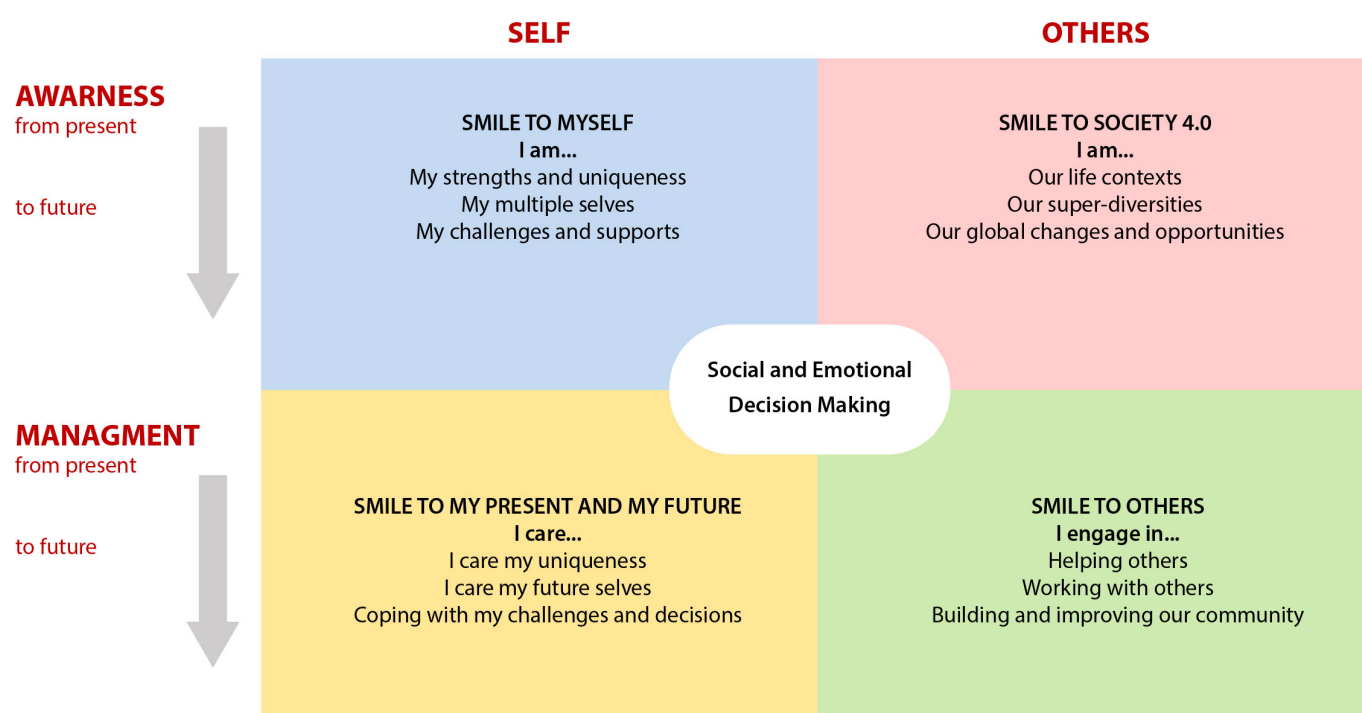 SELF
OTHERS
AWARNESS
from present
to future
SMILE TO MYSELF
I am...
My strengths and uniqueness
My multiple selves
My challenges and supports
SMILE TO SOCIETY 4.0
I am...
Our life contexts
Our super-diversities
Our global changes and opportunities
Social and Emotional
Decision Making
MANAGMENT
from present
to future
SMILE TO MY PRESENT AND MY FUTURE
I care...
I care my uniqueness
I care my future selves
Coping with my challenges and decisions
SMILE TO OTHERS
I engage in...
Helping others
Working with others
Building and improving our community